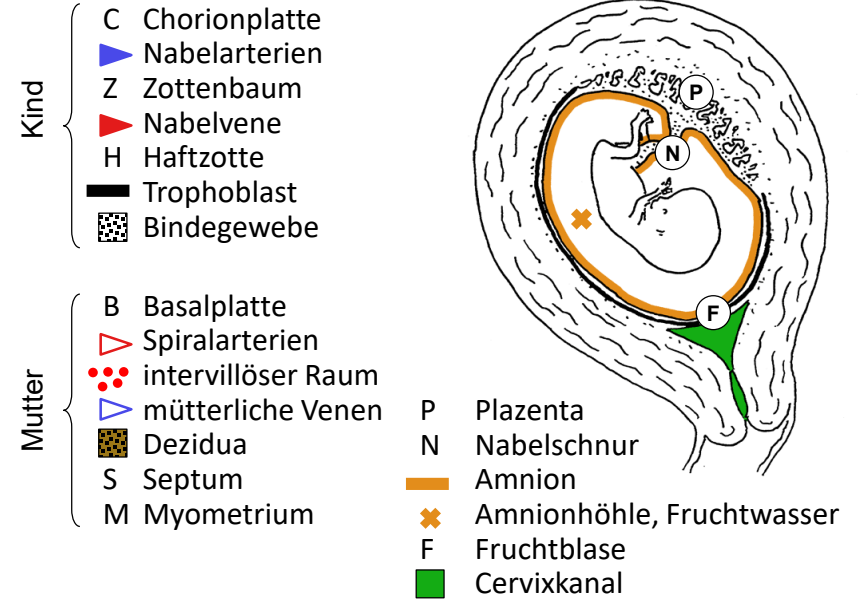 Kind
C Chorionplatte
Nabelarterien
Z Zottenbaum
Nabelvene
H Haftzotte
Trophoblast
Bindegewebe
Mutter
B Basalplatte
Spiralarterien
intervillöser Raum
mütterliche Venen
Dezidua
S Septum
M Myometrium
P Plazenta
N Nabelschnur
Amnion
Amnionhöhle, Fruchtwasser
F Fruchtblase
Cervixkanal
P
N
F